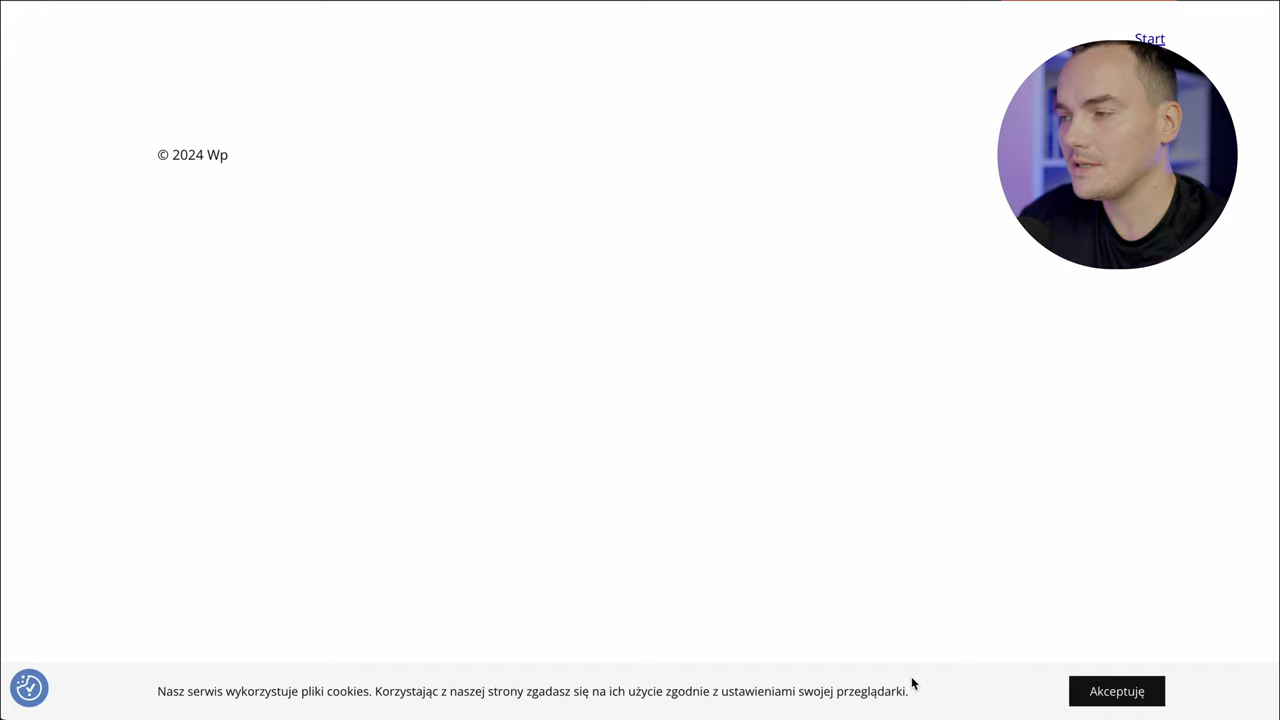 Start
© 2024 Wp
Nasz serwis wykorzystuje pliki cookies. Korzystając z naszej strony zgadasz się na ich użycie zgodnie z ustawieniami swojej przeglądarki.
Akceptuję